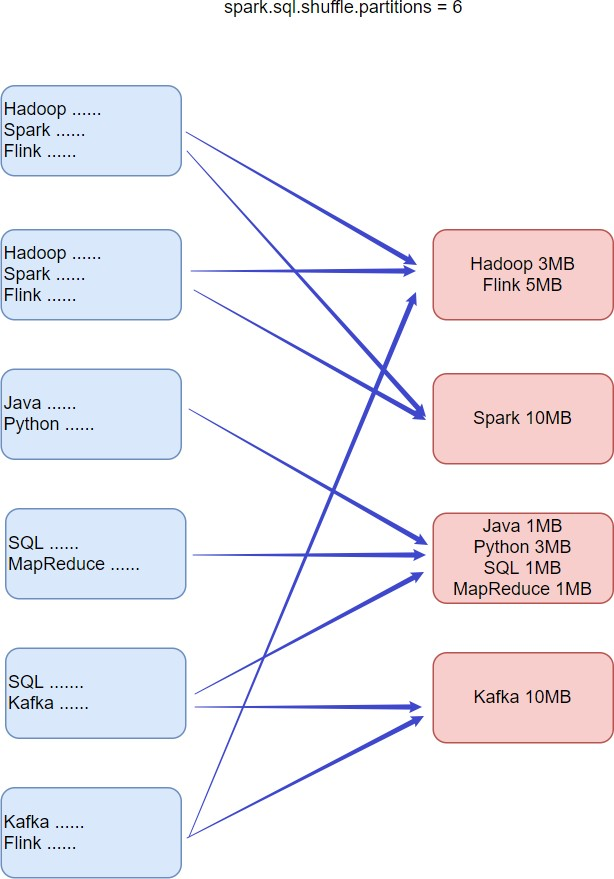 spark.sql.shuffle.partitions = 6
Hadoop ......
Spark ......
Flink ......
Hadoop ......
Spark ......
Flink ......
Java ......
Python ......
SQL ......
MapReduce ......
SQL .......
Kafka ......
Kafka ......
Flink ......
Hadoop 3MB
Flink 5MB
Spark 10MB
Java 1MB
Python 3MB
SQL 1MB
MapReduce 1MB
Kafka 10MB